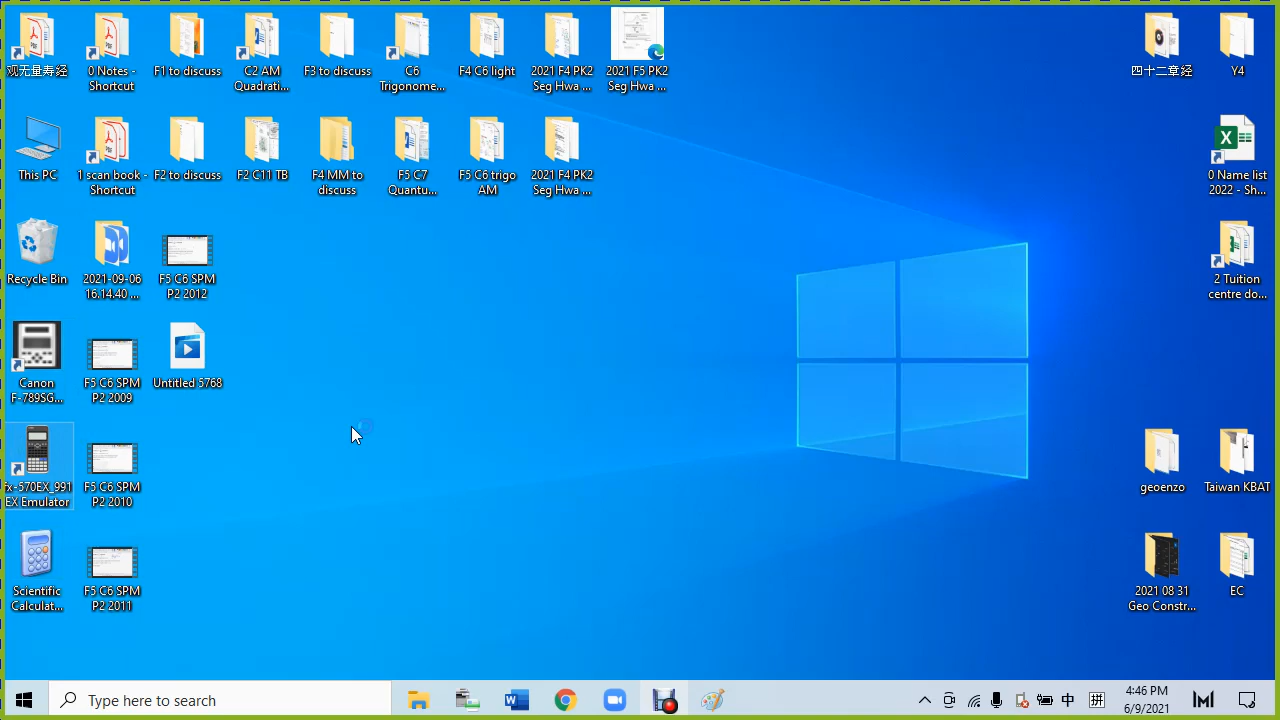 观无量寿经
0 Notes -
Shortcut
F1 to discuss
C2 AM
Quadrati...
F3 to discuss
C6
Trigonome...
F4 C6 light
2021 F4 PK2
Seg Hwa ...
2021 F5 PK2
Seg Hwa ...
四十二章经
Y4
This PC
1 scan book -
Shortcut
F2 to discuss
F2 C11 TB
F4 MM to
discuss
F5 C7
Quantu...
F5 C6 trigo
AM
2021 F4 PK2
Seg Hwa ...
0 Name list
2022 - Sh...
Recycle Bin
2021-09-06
16.14.40 ...
F5 C6 SPM
P2 2012
2 Tuition
centre do...
Canon
F-789SG...
F5 C6 SPM
P2 2009
Untitled 5768
fx-570EX_991
EX Emulator
F5 C6 SPM
P2 2010
geoenzo
Taiwan KBAT
Scientific
Calculat...
F5 C6 SPM
P2 2011
2021 08 31
Geo Constr...
EC
Type here to search
中
拼
4:46 PM
6/9/2021